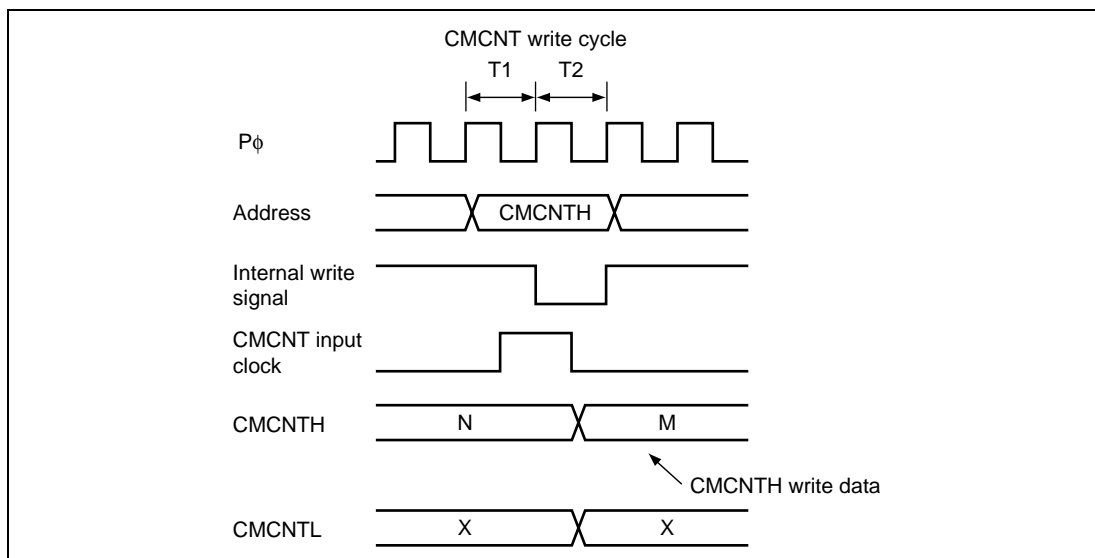 CMCNT write cycle
T1 T2
Pφ
Address CMCNTH
Internal write
signal
CMCNT input
clock
CMCNTH N M
CMCNTH write data
CMCNTL X X